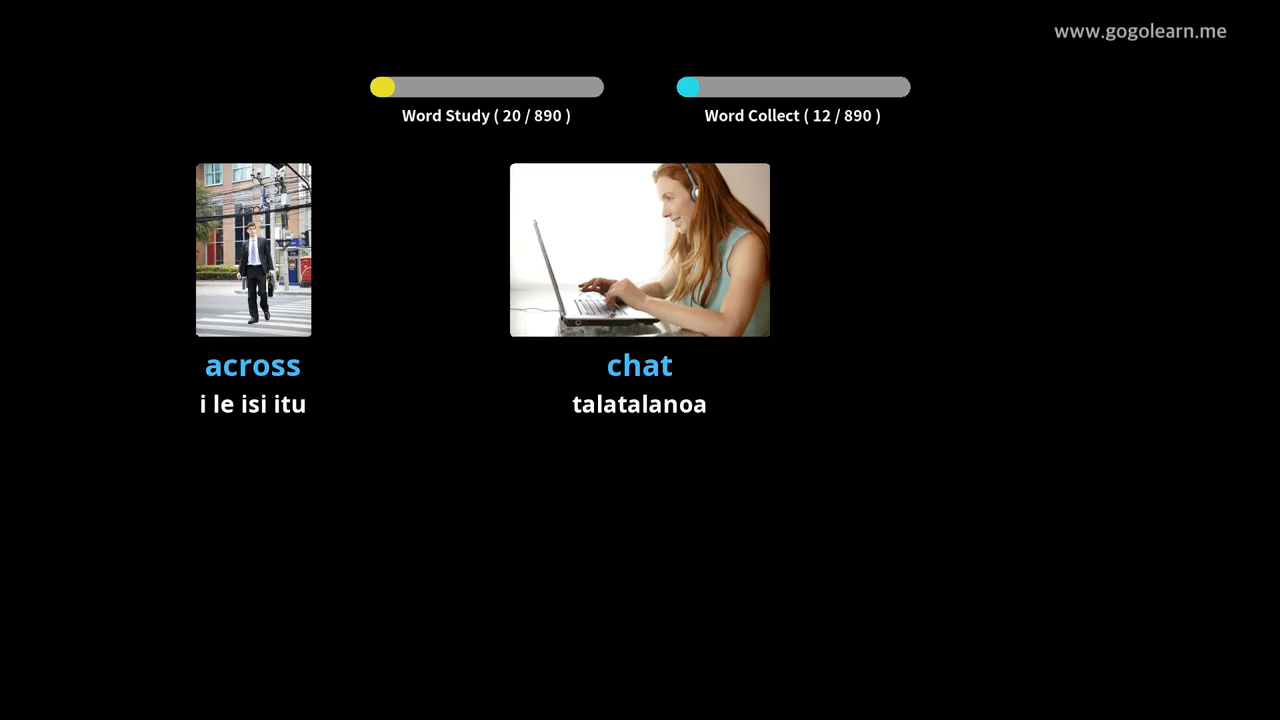 www.gogolearn.me
Word Study ( 20 / 890 )
Word Collect ( 12 / 890 )
across
i le isi itu
chat
talatalanoa